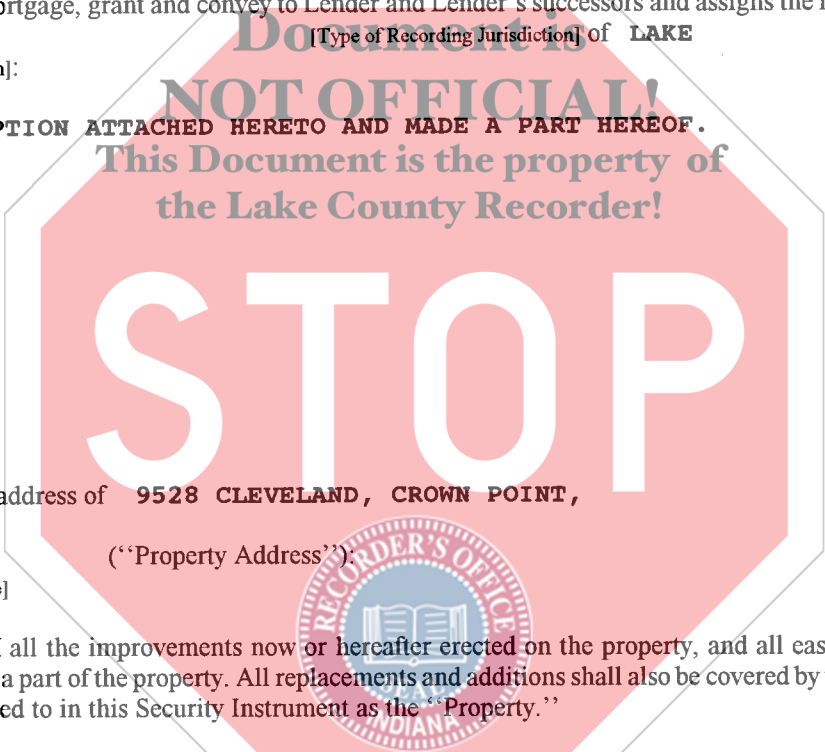 ortgage, grant and convey to Lender and Lender's successors and assigns the
Document is
[Type of Recording Jurisdiction] of LAKE
n]:
NOT OFFICIAL!
PTION ATTACHED HERETO AND MADE A PART HEREOF.
This Document is the property of
the Lake County Recorder!
STOP
address of 9528 CLEVELAND, CROWN POINT,
(‘‘Property Address’’):
]
RECORDER'S OFFICE
all the improvements now or hereafter erected on the property, and all eas
a part of the property. All replacements and additions shall also be covered by
SEAL
ed to in this Security Instrument as the ‘‘Property.’’
INDIANA